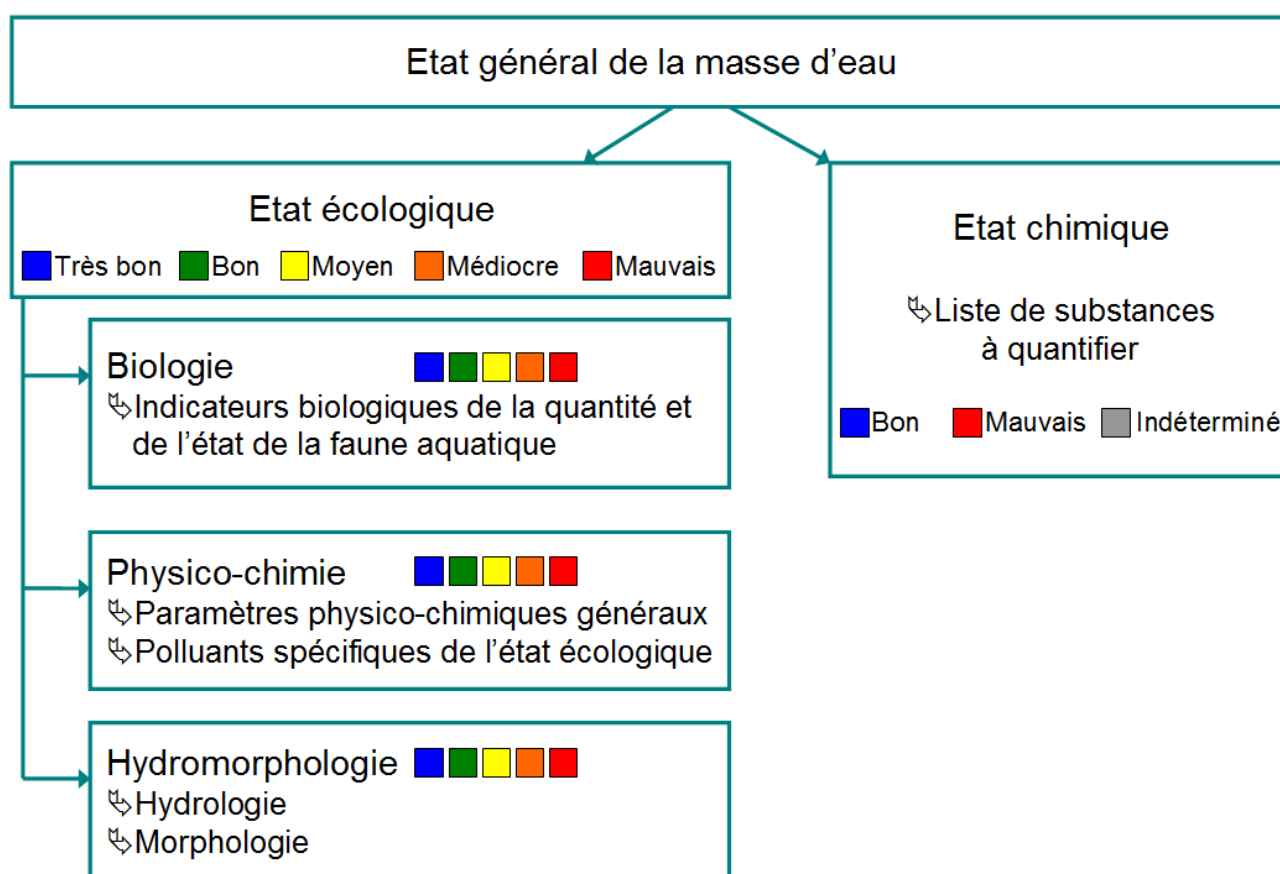 Etat général de la masse d'eau
Etat écologique
Très bon Bon Moyen Médiocre Mauvais
Biologie
Indicateurs biologiques de la quantité et
de l'état de la faune aquatique
Physico-chimie
Paramètres physico-chimiques généraux
Polluants spécifiques de l'état écologique
Hydromorphologie
Hydrologie
Morphologie
Etat chimique
Liste de substances
à quantifier
Bon Mauvais Indéterminé